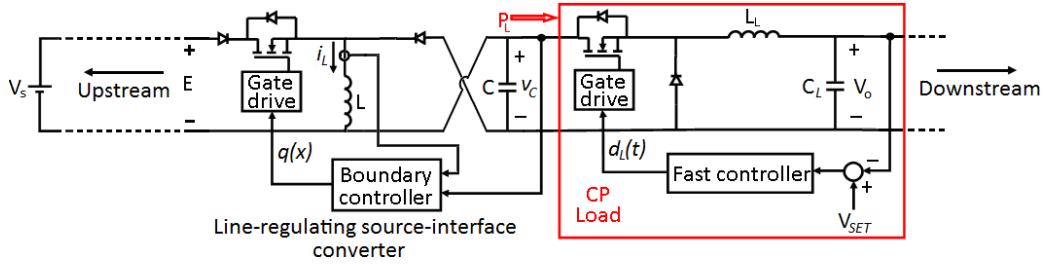 V_s
Upstream
+
E
−
Gate
drive
q(x)
i_L
L
Boundary
controller
Line-regulating source-interface
converter
C
+
v_C
−
P_L
Gate
drive
d_L(t)
CP
Load
Fast controller
L_L
C_L
+
V_o
−
−
+
V_SET
Downstream